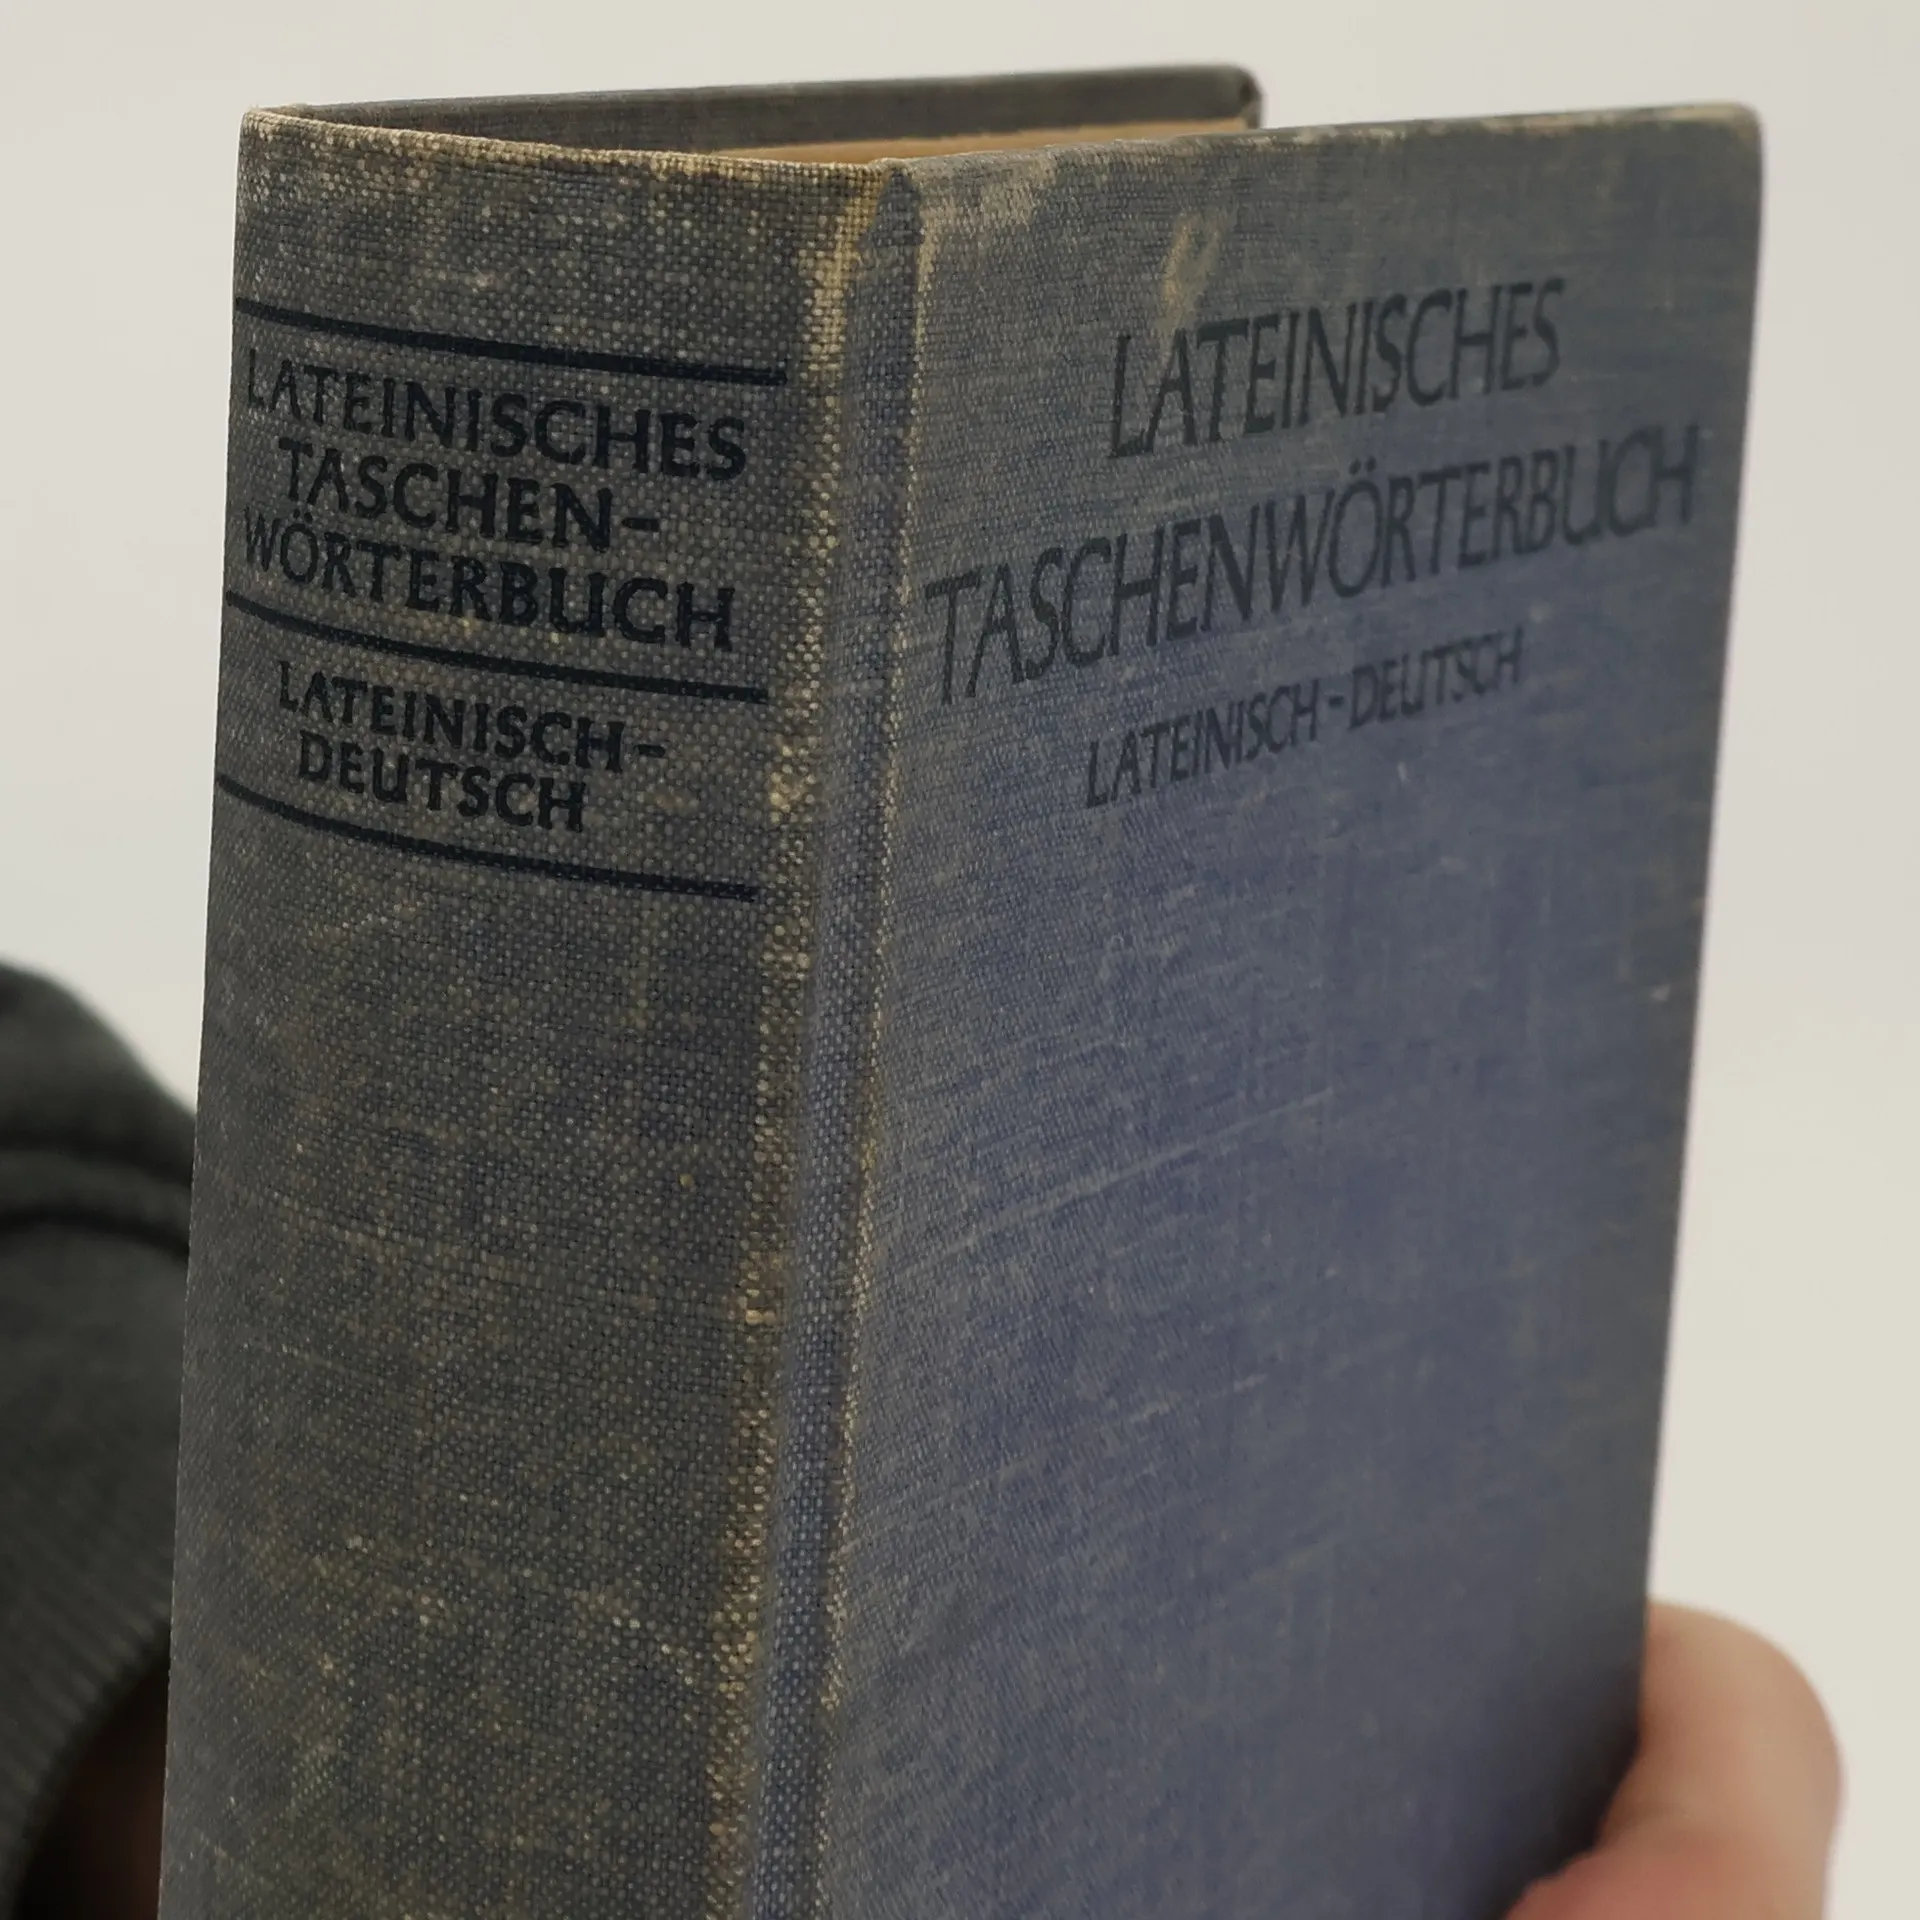 LATEINISCHES
TASCHEN-
WÖRTERBUCH
LATEINISCH-
DEUTSCH
LATEINISCHES
TASCHENWÖRTERBUCH
LATEINISCH-DEUTSCH